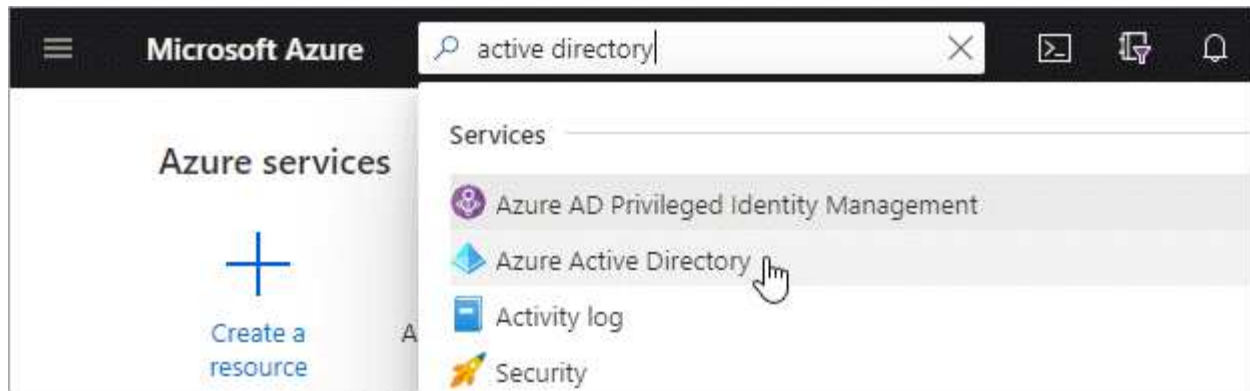 Microsoft Azure
active directory
Azure services
Create a
resource
A
Services
Azure AD Privileged Identity Management
Azure Active Directory
Activity log
Security